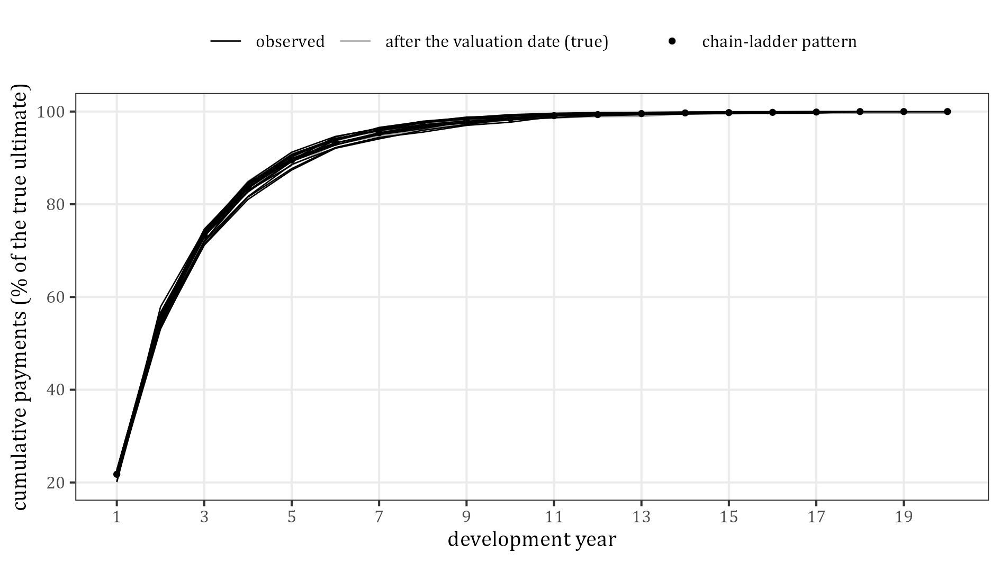 observed after the valuation date (true) chain-ladder pattern
cumulative payments (% of the true ultimate)
100
80
60
40
20
1 3 5 7 9 11 13 15 17 19
development year